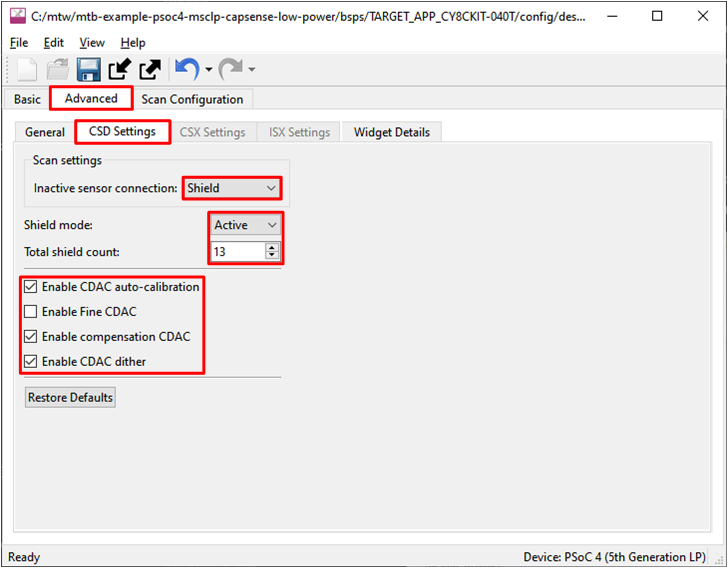 C:/mtw/mtb-example-psoc4-msclp-capsense-low-power/bsps/TARGET_APP_CY8CKIT-040T/config/des...
File Edit View Help
Basic Advanced Scan Configuration
General CSD Settings CSX Settings ISX Settings Widget Details
Scan settings
Inactive sensor connection: Shield
Shield mode: Active
Total shield count: 13
Enable CDAC auto-calibration
Enable Fine CDAC
Enable compensation CDAC
Enable CDAC dither
Restore Defaults
Ready Device: PSoC 4 (5th Generation LP)